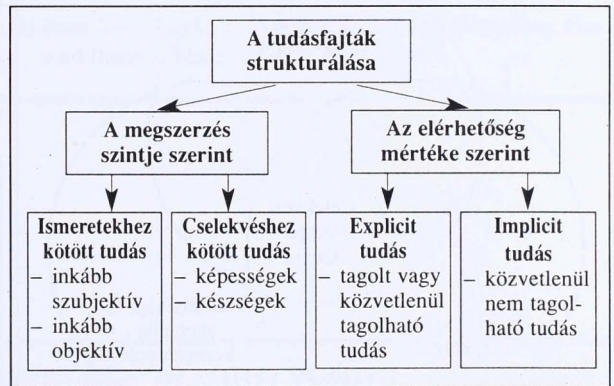 A tudásfajták
strukturálása
A megszerzés
szintje szerint
Az elérhetőség
mértéke szerint
Ismeretekhez
kötött tudás
– inkább
szubjektív
– inkább
objektív
Cselekvéshez
kötött tudás
– képességek
– készségek
Explicit
tudás
– tagolt vagy
közvetlenül
tagolható
tudás
Implicit
tudás
– közvetlenül
nem tagol-
ható tudás